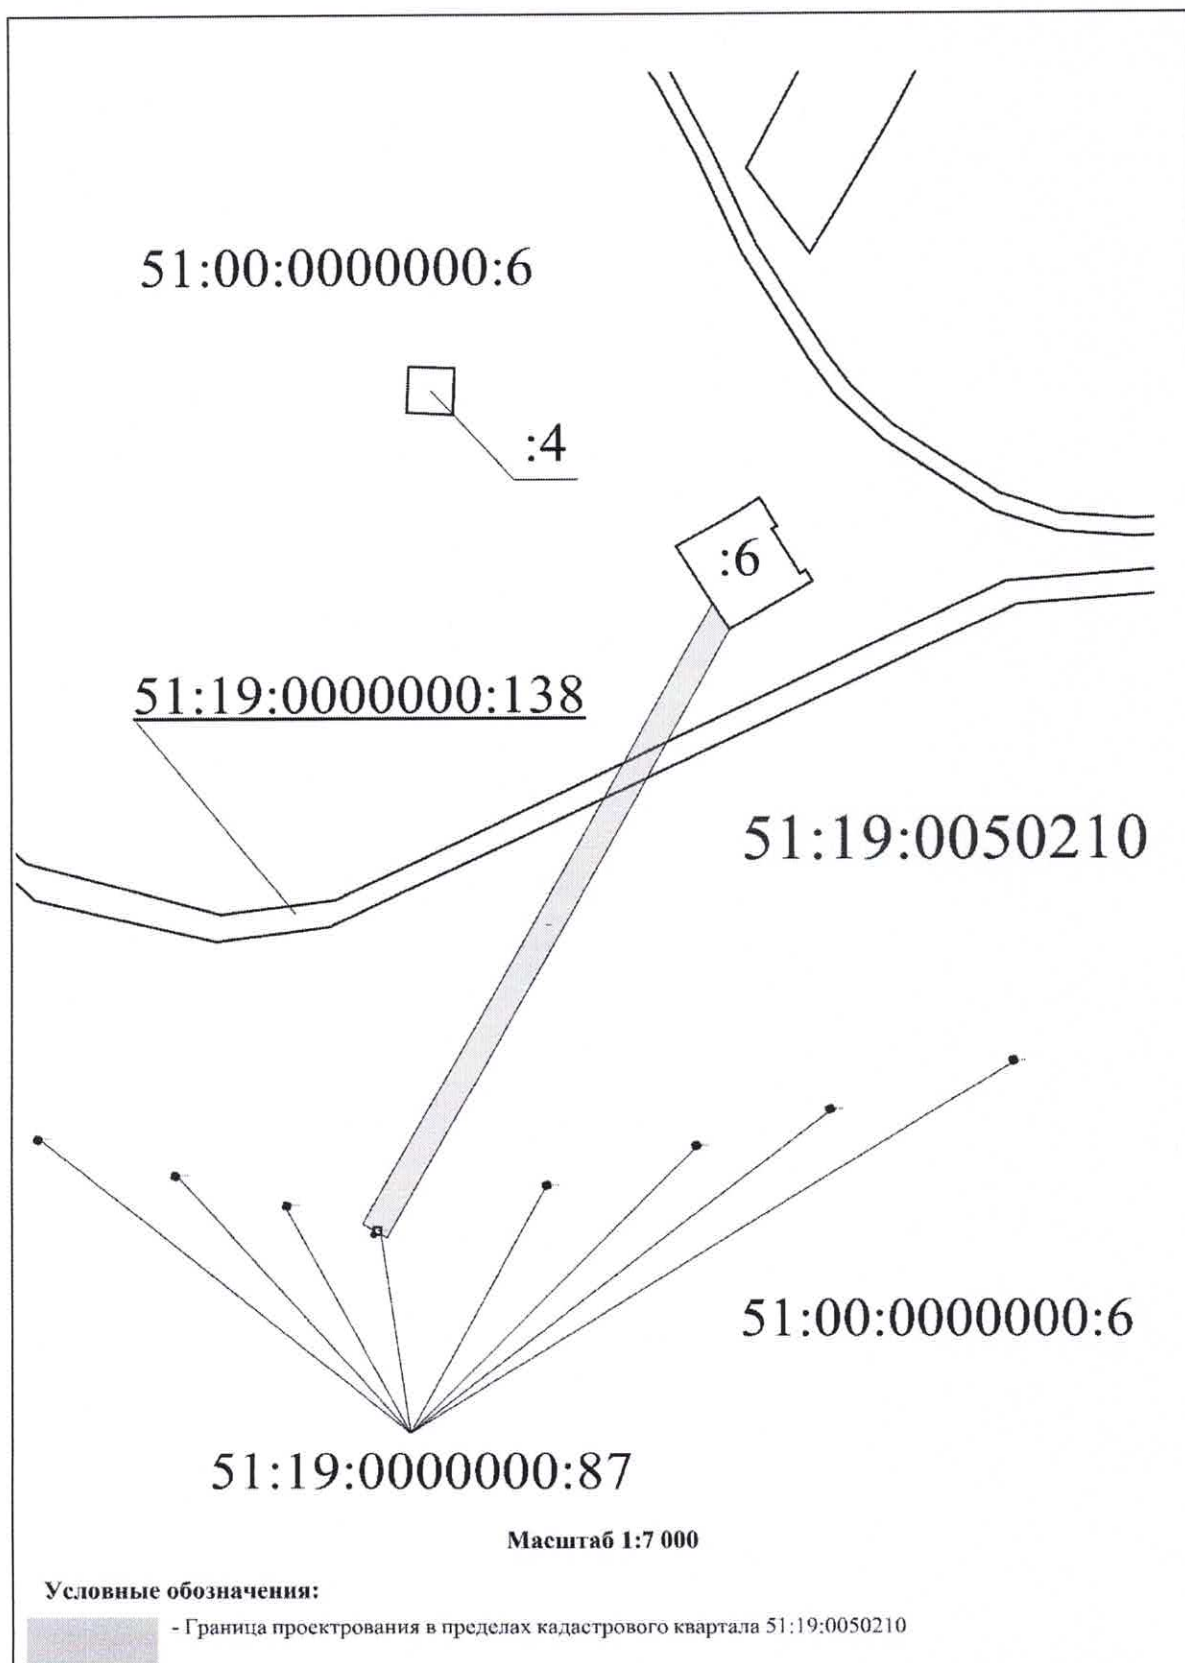 51:00:0000000:6
:4
:6
51:19:0000000:138
51:19:0050210
51:00:0000000:6
51:19:0000000:87
Масштаб 1:7 000
Условные обозначения:
- Граница проектрования в пределах кадастрового квартала 51:19:0050210